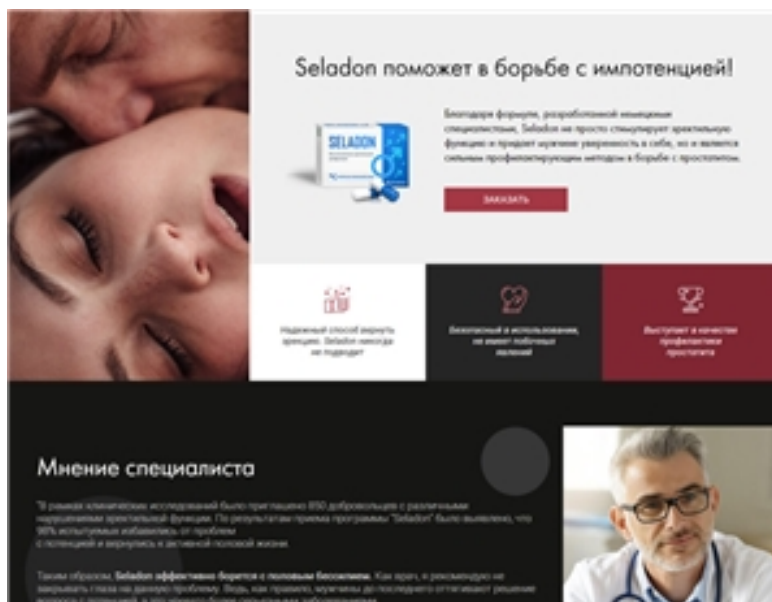 Seladon поможет в борьбе с импотенцией!
SELADON
Благодаря формуле, разработанной немецкими
специалистами, Seladon не просто стимулирует эректильную
функцию и придает мужчине уверенность в себе, но и является
сильным профилактирующим методом в борьбе с простатитом.
ЗАКАЗАТЬ
Надежный способ вернуть
эрекцию. Seladon никогда
не подводит
Безопасный в использовании,
не имеет побочных
явлений
Выступает в качестве
профилактики
простатита
Мнение специалиста
"В рамках клинических исследований было приглашено 850 добровольцев с различными
нарушениями эректильной функции. По результатам приема программы "Seladon" было выявлено, что
98% испытуемых избавились от проблем
с потенцией и вернулись к активной половой жизни.
Таким образом, Seladon эффективно борется с половым бессилием. Как врач, я рекомендую не
закрывать глаза на данную проблему. Ведь, как правило, мужчины до последнего оттягивают решение